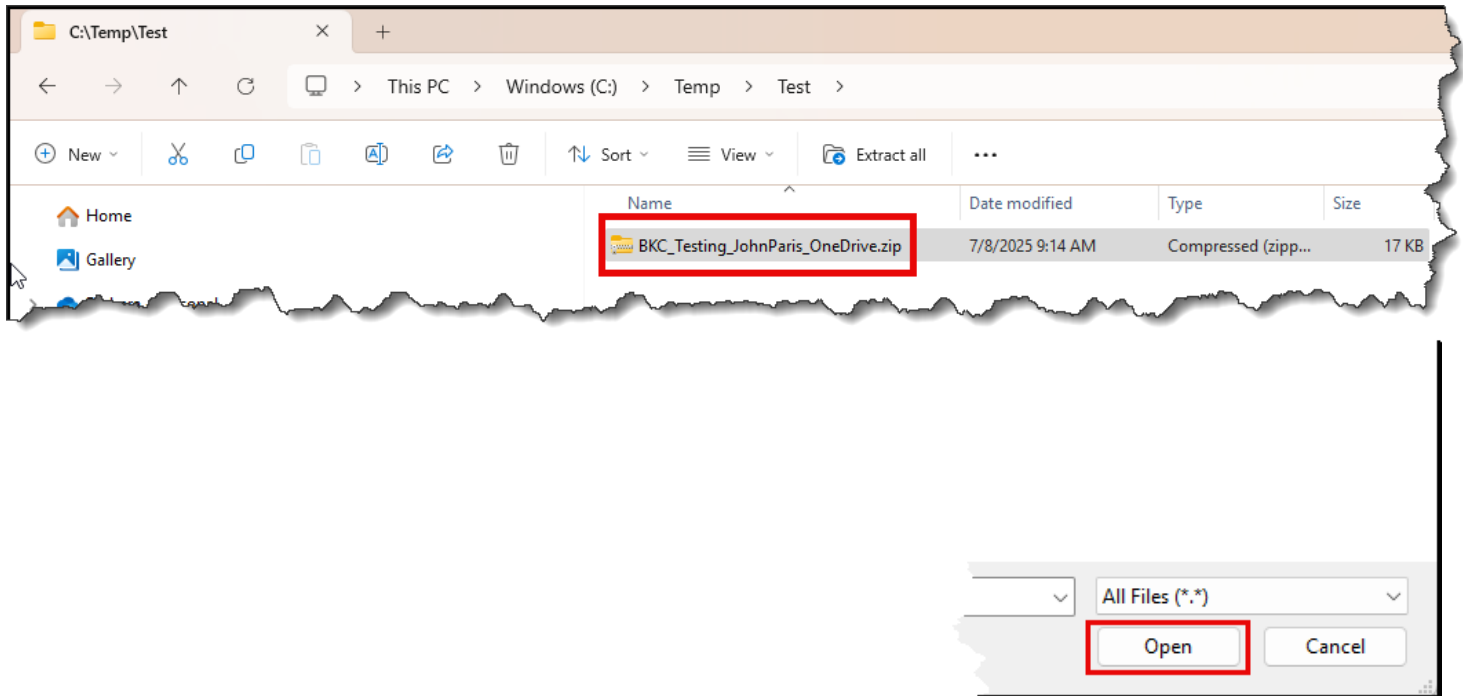 C:\Temp\Test
This PC > Windows (C:) > Temp > Test >
New Sort View Extract all ...
Name Date modified Type Size
Home
BKC_Testing_JohnParis_OneDrive.zip 7/8/2025 9:14 AM Compressed (zipp... 17 KB
Gallery
All Files (*.*)
Open Cancel